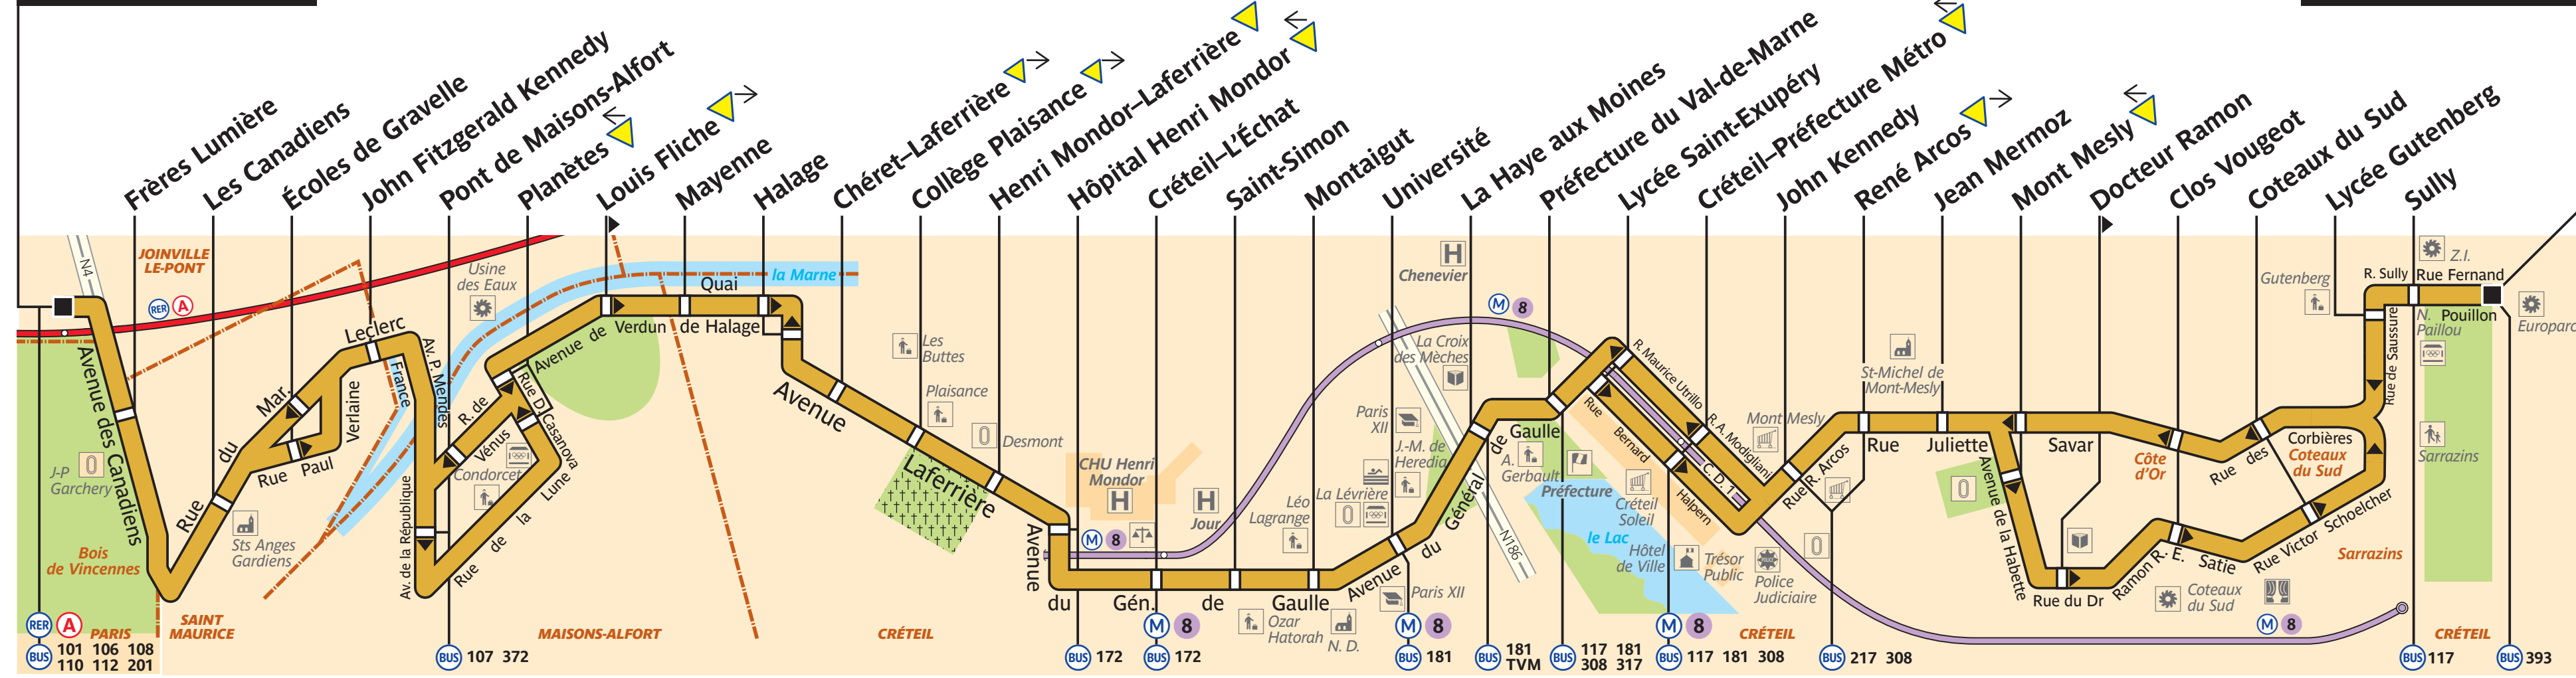 Frères Lumière
Les Canadiens
Écoles de Gravelle
John Fitzgerald Kennedy
Pont de Maisons-Alfort
Planètes
Louis Fliche
Mayenne
Halage
Chéret–Laferrière
Collège Plaisance
Henri Mondor–Laferrière
Hôpital Henri Mondor
Créteil–L'Échat
Saint-Simon
Montaigut
Université
La Haye aux Moines
Préfecture du Val-de-Marne
Lycée Saint-Exupéry
Créteil–Préfecture Métro
John Kennedy
René Arcos
Jean Mermoz
Mont Mesly
Docteur Ramon
Clos Vougeot
Coteaux du Sud
Lycée Gutenberg
Sully
N4
JOINVILLE
LE-PONT
RER A
Avenue des Canadiens
J-P
Garchery
Bois
de Vincennes
RER A
PARIS
BUS 101 106 108
110 112 201
SAINT
MAURICE
Rue du Mar. Leclerc
Sts Anges
Gardiens
Rue Paul
Verlaine
France
Av. P. Mendes
Usine
des Eaux
Av. de la République
R. de
Vénus
Condorcet
Rue D. Casanova
Rue de la Lune
BUS 107 372
MAISONS-ALFORT
Avenue de Verdun
Quai
de Halage
la Marne
Les
Buttes
Plaisance
Desmont
Avenue Laferrière
CRÉTEIL
CHU Henri
Mondor
H
M 8
H
Jour
Avenue
du Gén. de Gaulle
BUS 172
M 8
BUS 172
Ozar
Hatorah
N. D.
Léo
Lagrange
La Lévrière
Paris
XII
J.-M. de
Heredia
H
Chenevier
La Croix
des Mèches
M 8
Avenue du Général de Gaulle
Paris XII
M 8
BUS 181
N186
BUS 181
TVM
A.
Gerbault
Préfecture
BUS 117 181
308 317
le Lac
Créteil
Soleil
Hôtel
de Ville
Rue Bernard Halpern
C. D. 1
R. Maurice Utrillo
R. A. Modigliani
M 8
BUS 117 181 308
Trésor
Public
Police
Judiciaire
CRÉTEIL
Mont Mesly
Rue R. Arcos
BUS 217 308
St-Michel de
Mont-Mesly
Rue Juliette Savar
Avenue de la Habette
Rue du Dr Ramon
R. E. Satie
Coteaux
du Sud
Côte
d'Or
Rue des Corbières
Coteaux
du Sud
Rue Victor Schoelcher
Sarrazins
M 8
Gutenberg
Rue de Saussure
R. Sully
Rue Fernand
Pouillon
Z.I.
N.
Paillou
Sarrazins
Europarc
BUS 117
CRÉTEIL
BUS 393